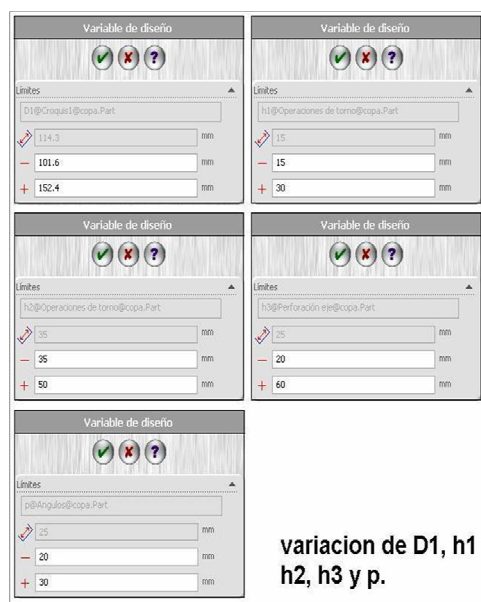 Variable de diseño
Límites
D1@Croquis1@copa.Part
114.3 mm
101.6 mm
152.4 mm
Variable de diseño
Límites
h1@Operaciones de torno@copa.Part
15 mm
15 mm
30 mm
Variable de diseño
Límites
h2@Operaciones de torno@copa.Part
35 mm
35 mm
50 mm
Variable de diseño
Límites
h3@Perforación eje@copa.Part
25 mm
20 mm
60 mm
Variable de diseño
Límites
p@Angulos@copa.Part
25 mm
20 mm
30 mm
variacion de D1, h1
h2, h3 y p.